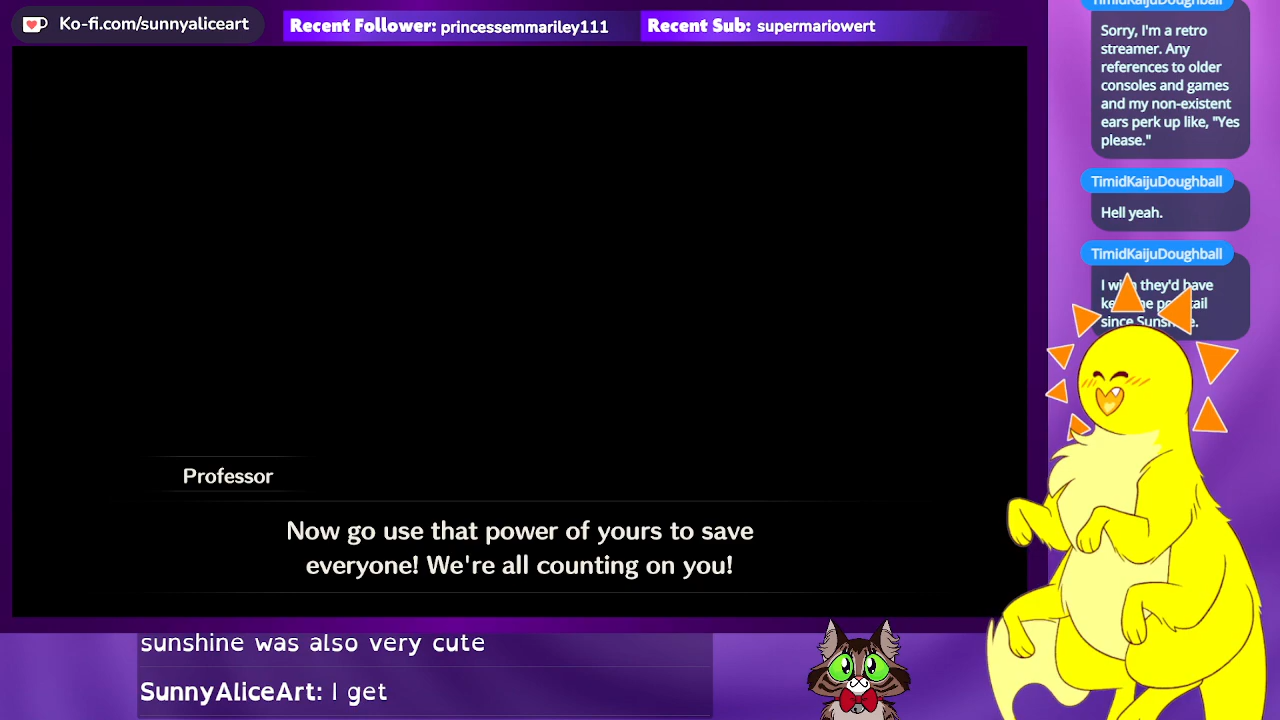 Ko-fi.com/sunnyaliceart
Recent Follower: princessemmariley111
Recent Sub: supermariowert
TimidKaijuDoughball
Sorry, I'm a retro
streamer. Any
references to older
consoles and games
and my non-existent
ears perk up like, "Yes
please."
TimidKaijuDoughball
Hell yeah.
TimidKaijuDoughball
I they'd have
since
Professor
Now go use that power of yours to save
everyone! We're all counting on you!
sunshine was also very cute
SunnyAliceArt: I get